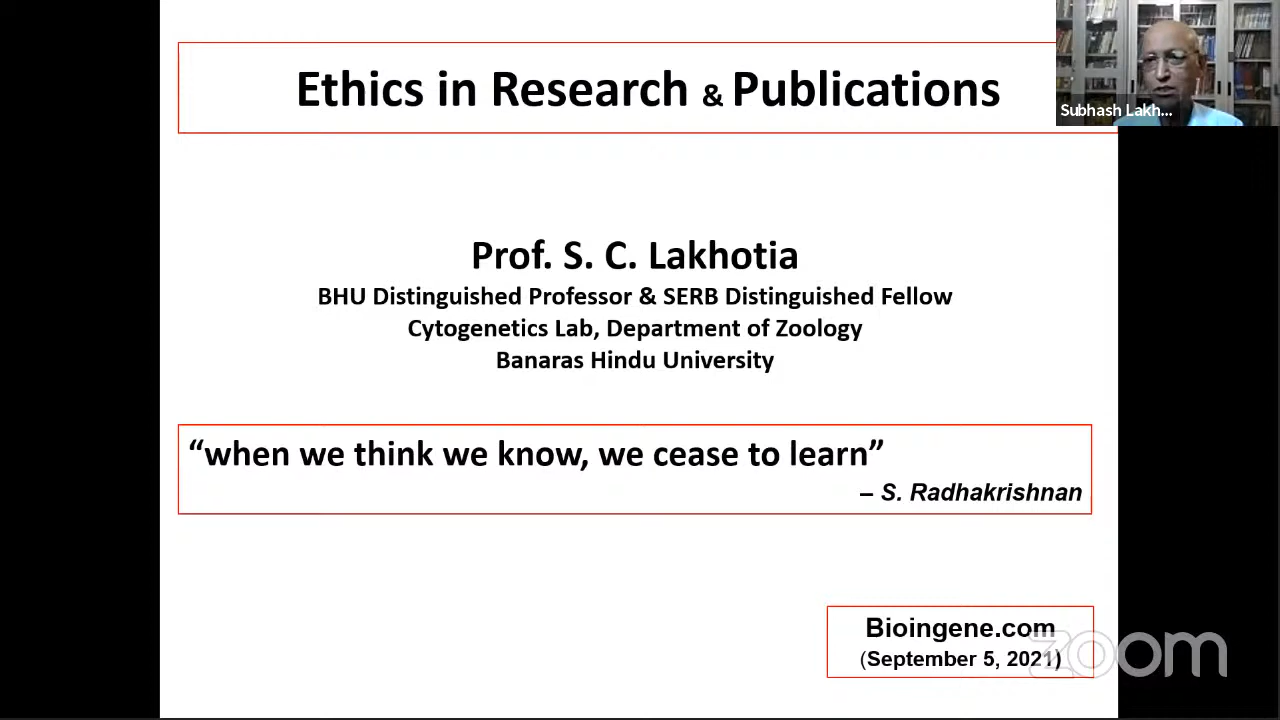 Ethics in Research & Publications
Subhash Lakh...
Prof. S. C. Lakhotia
BHU Distinguished Professor & SERB Distinguished Fellow
Cytogenetics Lab, Department of Zoology
Banaras Hindu University
“when we think we know, we cease to learn”
– S. Radhakrishnan
Bioingene.com
(September 5, 2021)
zoom